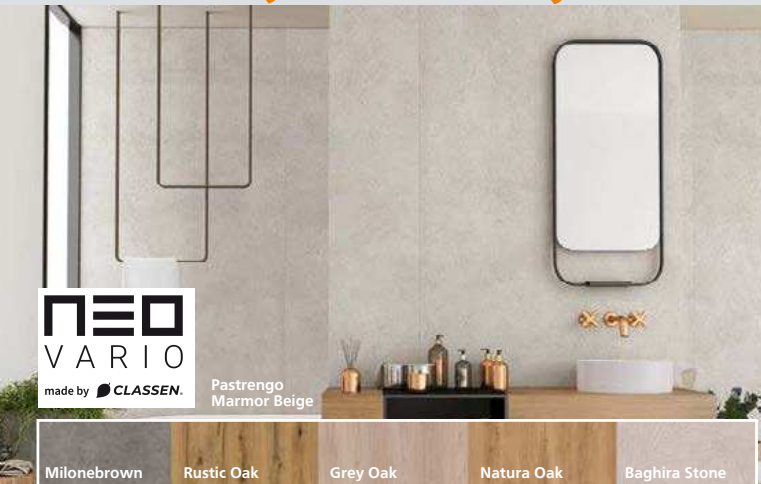 NEO
VARIO
made by CLASSEN.
Pastrengo
Marmor Beige
Milonebrown
Rustic Oak
Grey Oak
Natura Oak
Baghira Stone